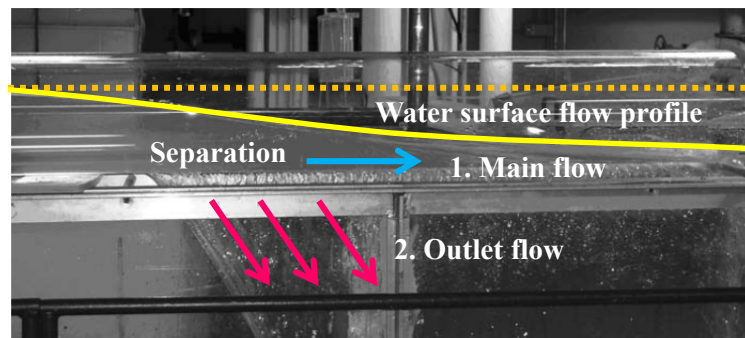 Water surface flow profile
Separation
1. Main flow
2. Outlet flow